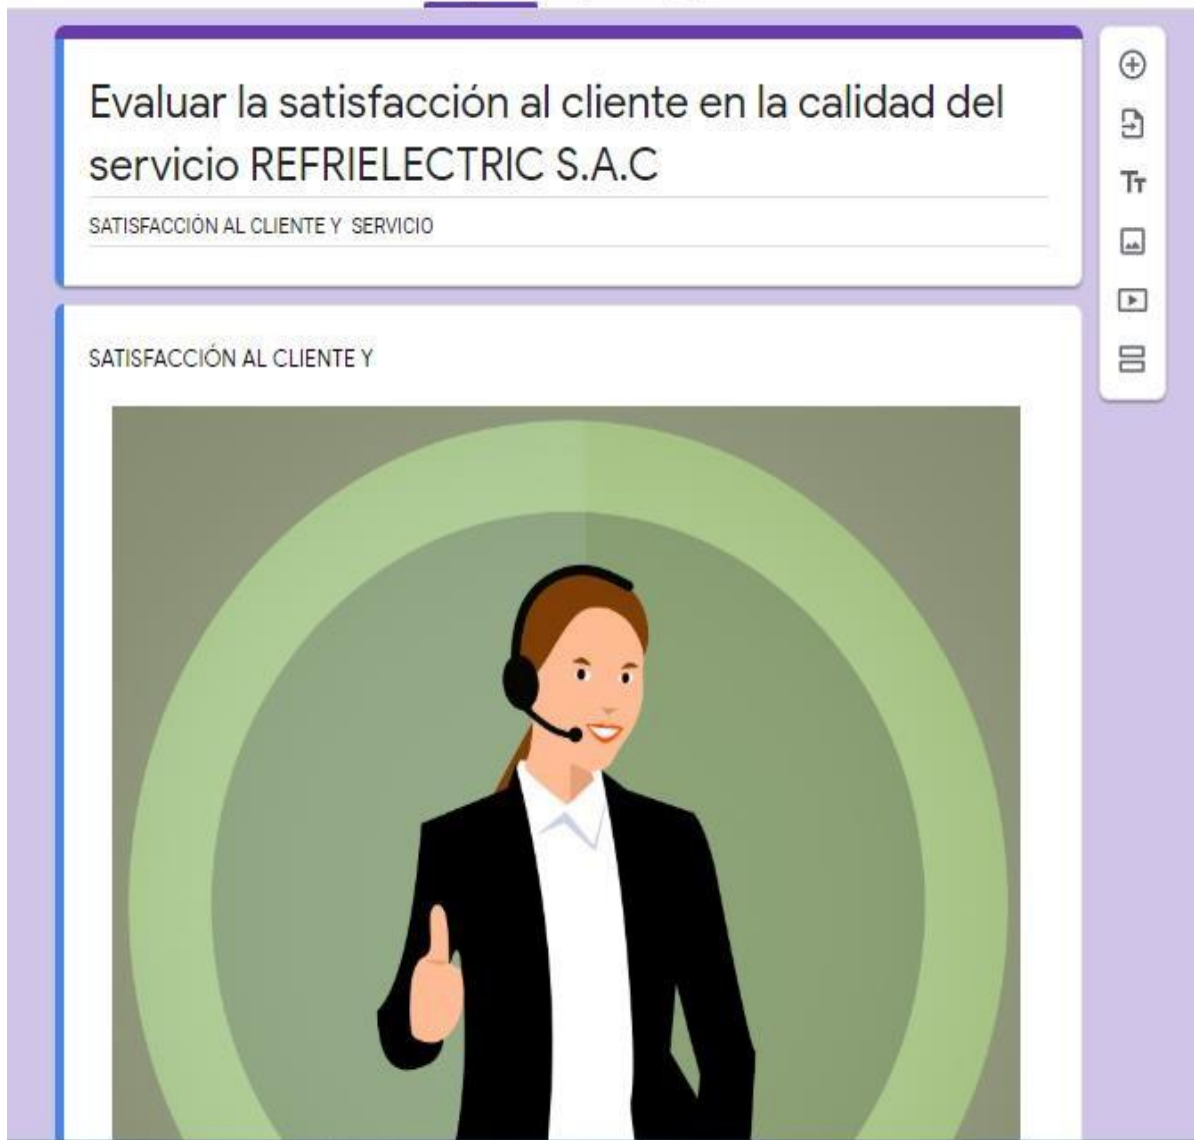 Evaluar la satisfacción al cliente en la calidad del
servicio REFRIELECTRIC S.A.C
SATISFACCIÓN AL CLIENTE Y  SERVICIO
SATISFACCIÓN AL CLIENTE Y